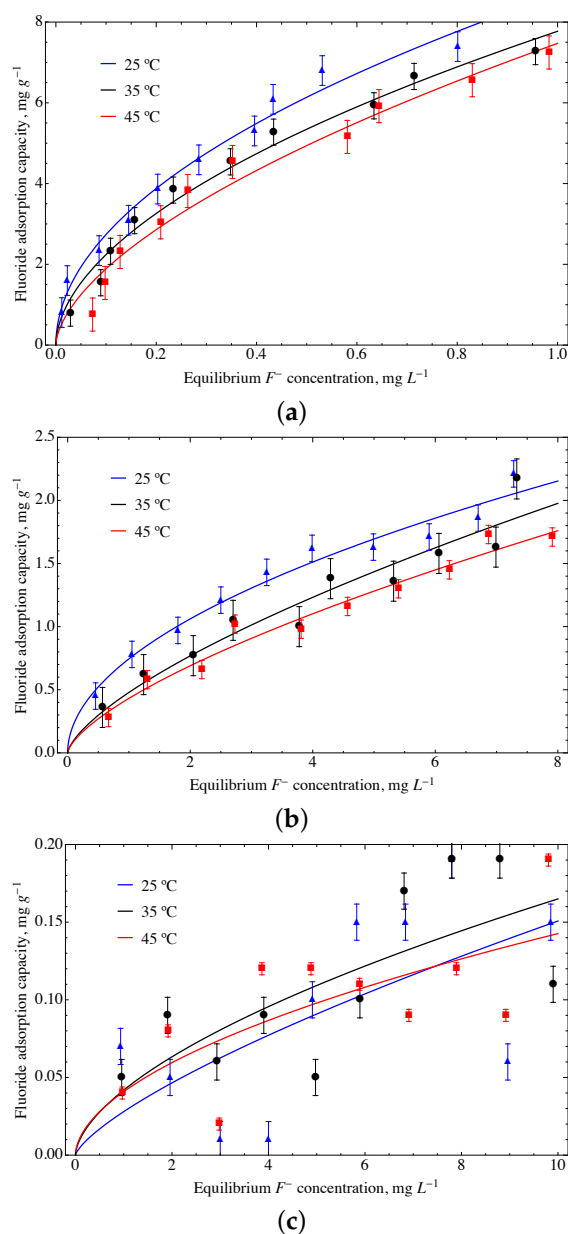 8
6
4
2
0
25 ºC
35 ºC
45 ºC
Fluoride adsorption capacity, mg g⁻¹
0.0 0.2 0.4 0.6 0.8 1.0
Equilibrium F⁻ concentration, mg L⁻¹
(a)
2.5
2.0
1.5
1.0
0.5
0.0
25 ºC
35 ºC
45 ºC
Fluoride adsorption capacity, mg g⁻¹
0 2 4 6 8
Equilibrium F⁻ concentration, mg L⁻¹
(b)
0.20
0.15
0.10
0.05
0.00
25 ºC
35 ºC
45 ºC
Fluoride adsorption capacity, mg g⁻¹
0 2 4 6 8 10
Equilibrium F⁻ concentration, mg L⁻¹
(c)